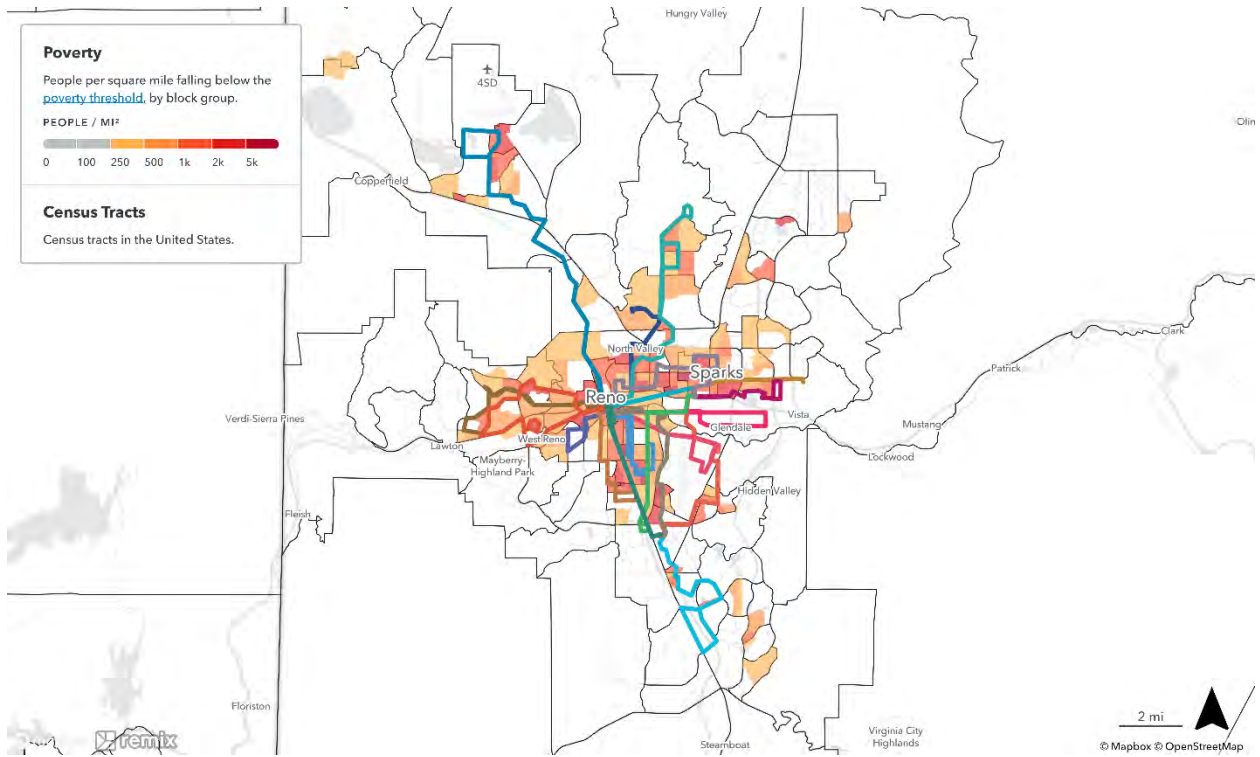 Poverty
People per square mile falling below the
poverty threshold, by block group.
PEOPLE / MI²
0 100 250 500 1k 2k 5k
Census Tracts
Census tracts in the United States.
Hungry Valley
4SD
Copperfield
North Valley
Sparks
Reno
Clark
Patrick
Verdi-Sierra Pines
Vista
Mustang
Glendale
Lawton
West Reno
Lockwood
Mayberry-
Highland Park
Hidden Valley
Fleish
Floriston
Steamboat
Virginia City
Highlands
2 mi
remix
© Mapbox © OpenStreetMap